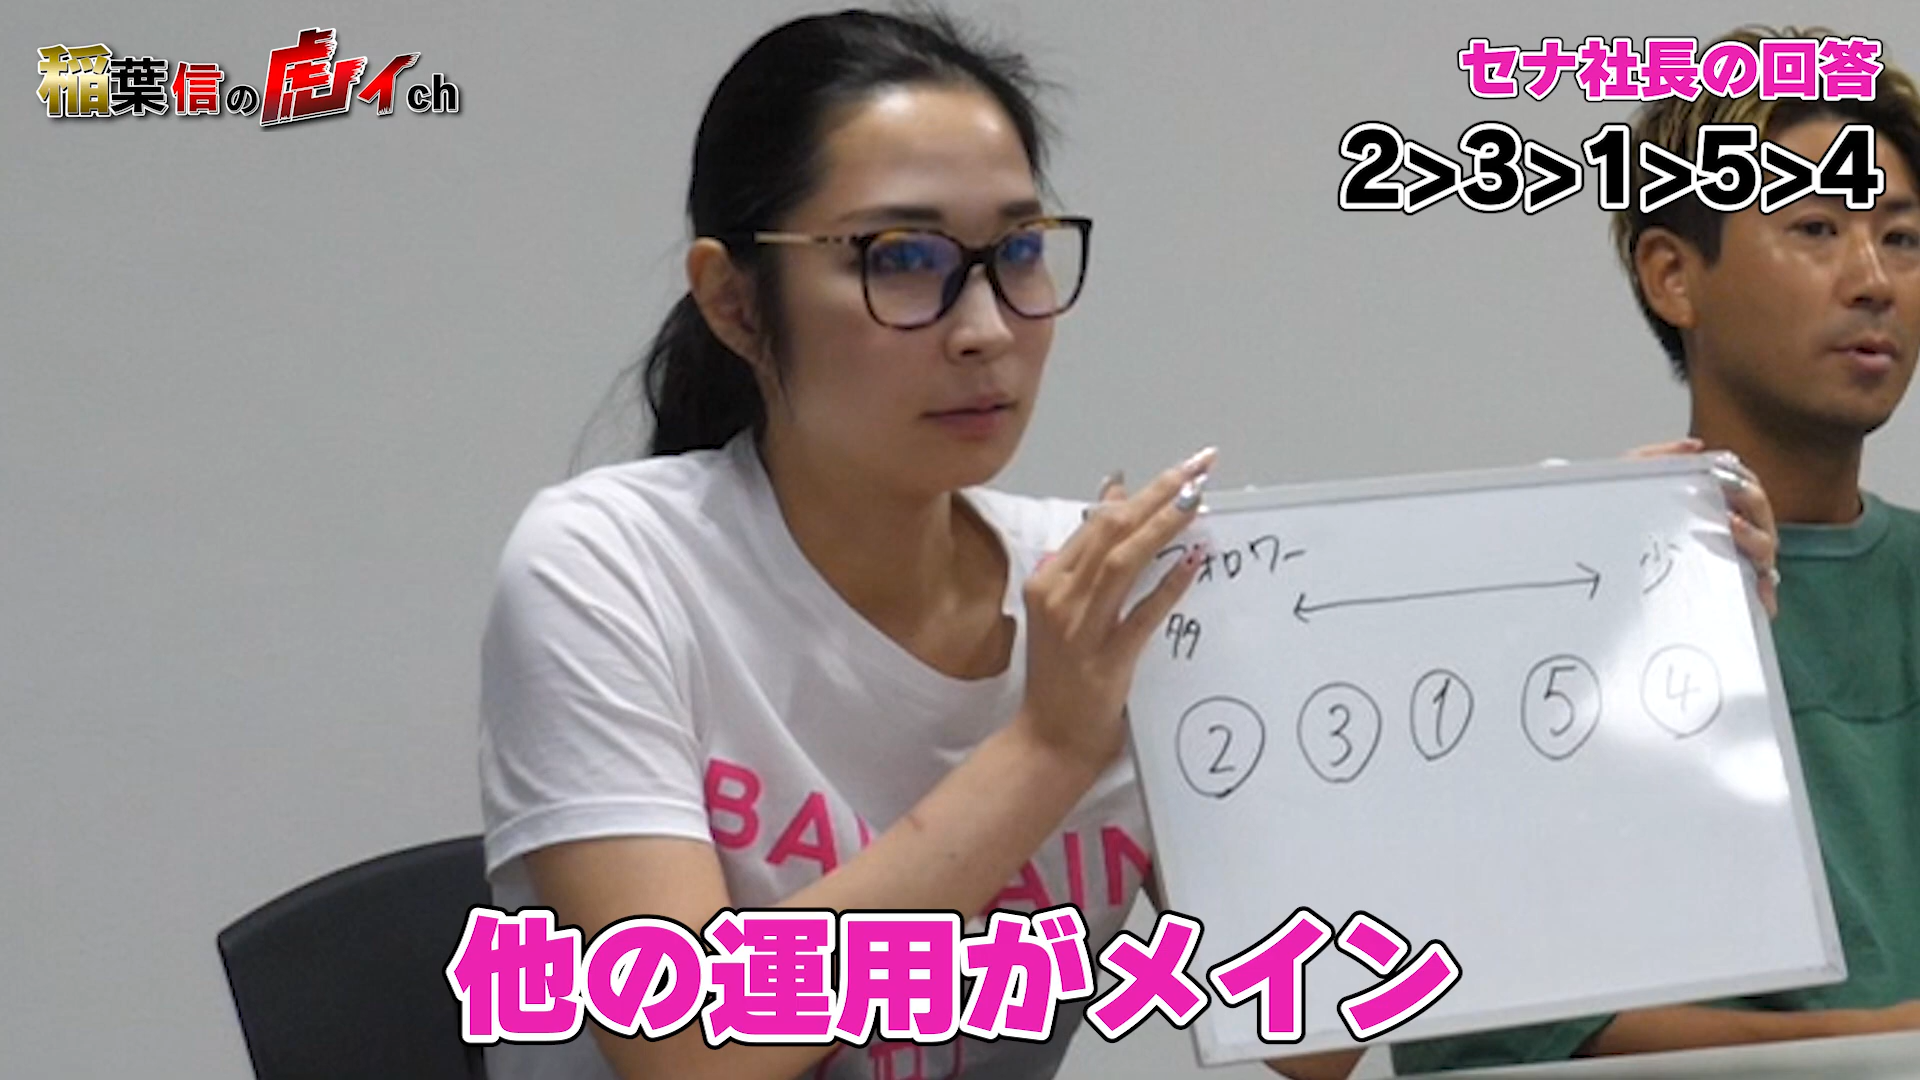 稲葉信の虎ノイch
セナ社長の回答
2>3>1>5>4
フォロワー
多
少
② ③ ① ⑤ ④
他の運用がメイン